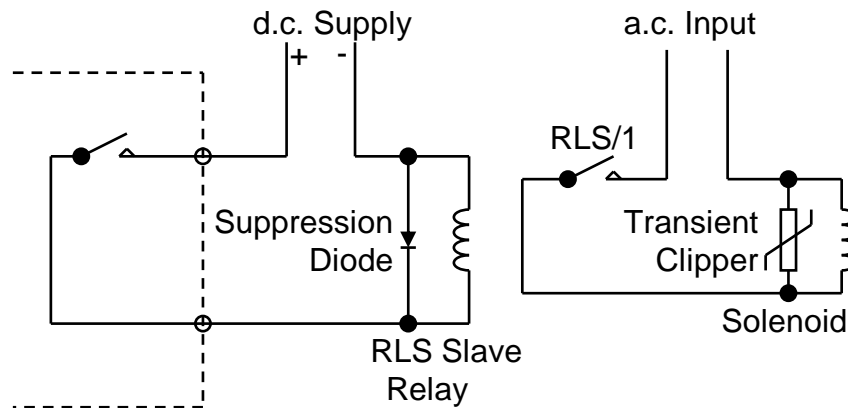 d.c. Supply
+ -
a.c. Input
RLS/1
Suppression
Diode
Transient
Clipper
RLS Slave
Relay
Solenoid